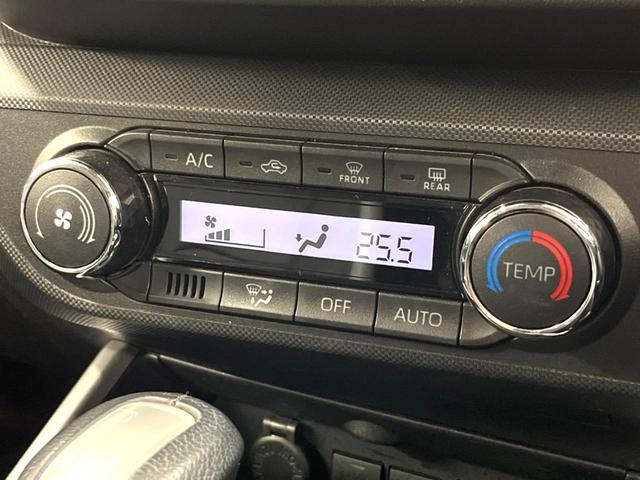 A/C
FRONT
REAR
25.5
TEMP
OFF
AUTO